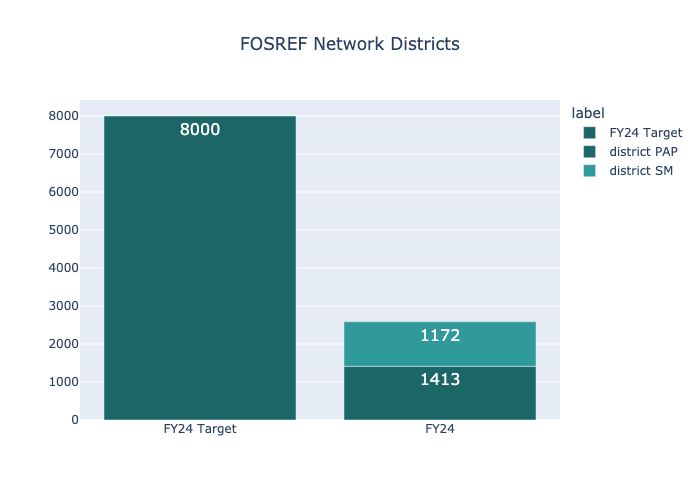 FOSREF Network Districts
label
FY24 Target
district PAP
district SM
8000
7000
6000
5000
4000
3000
2000
1000
0
8000
1172
1413
FY24 Target
FY24